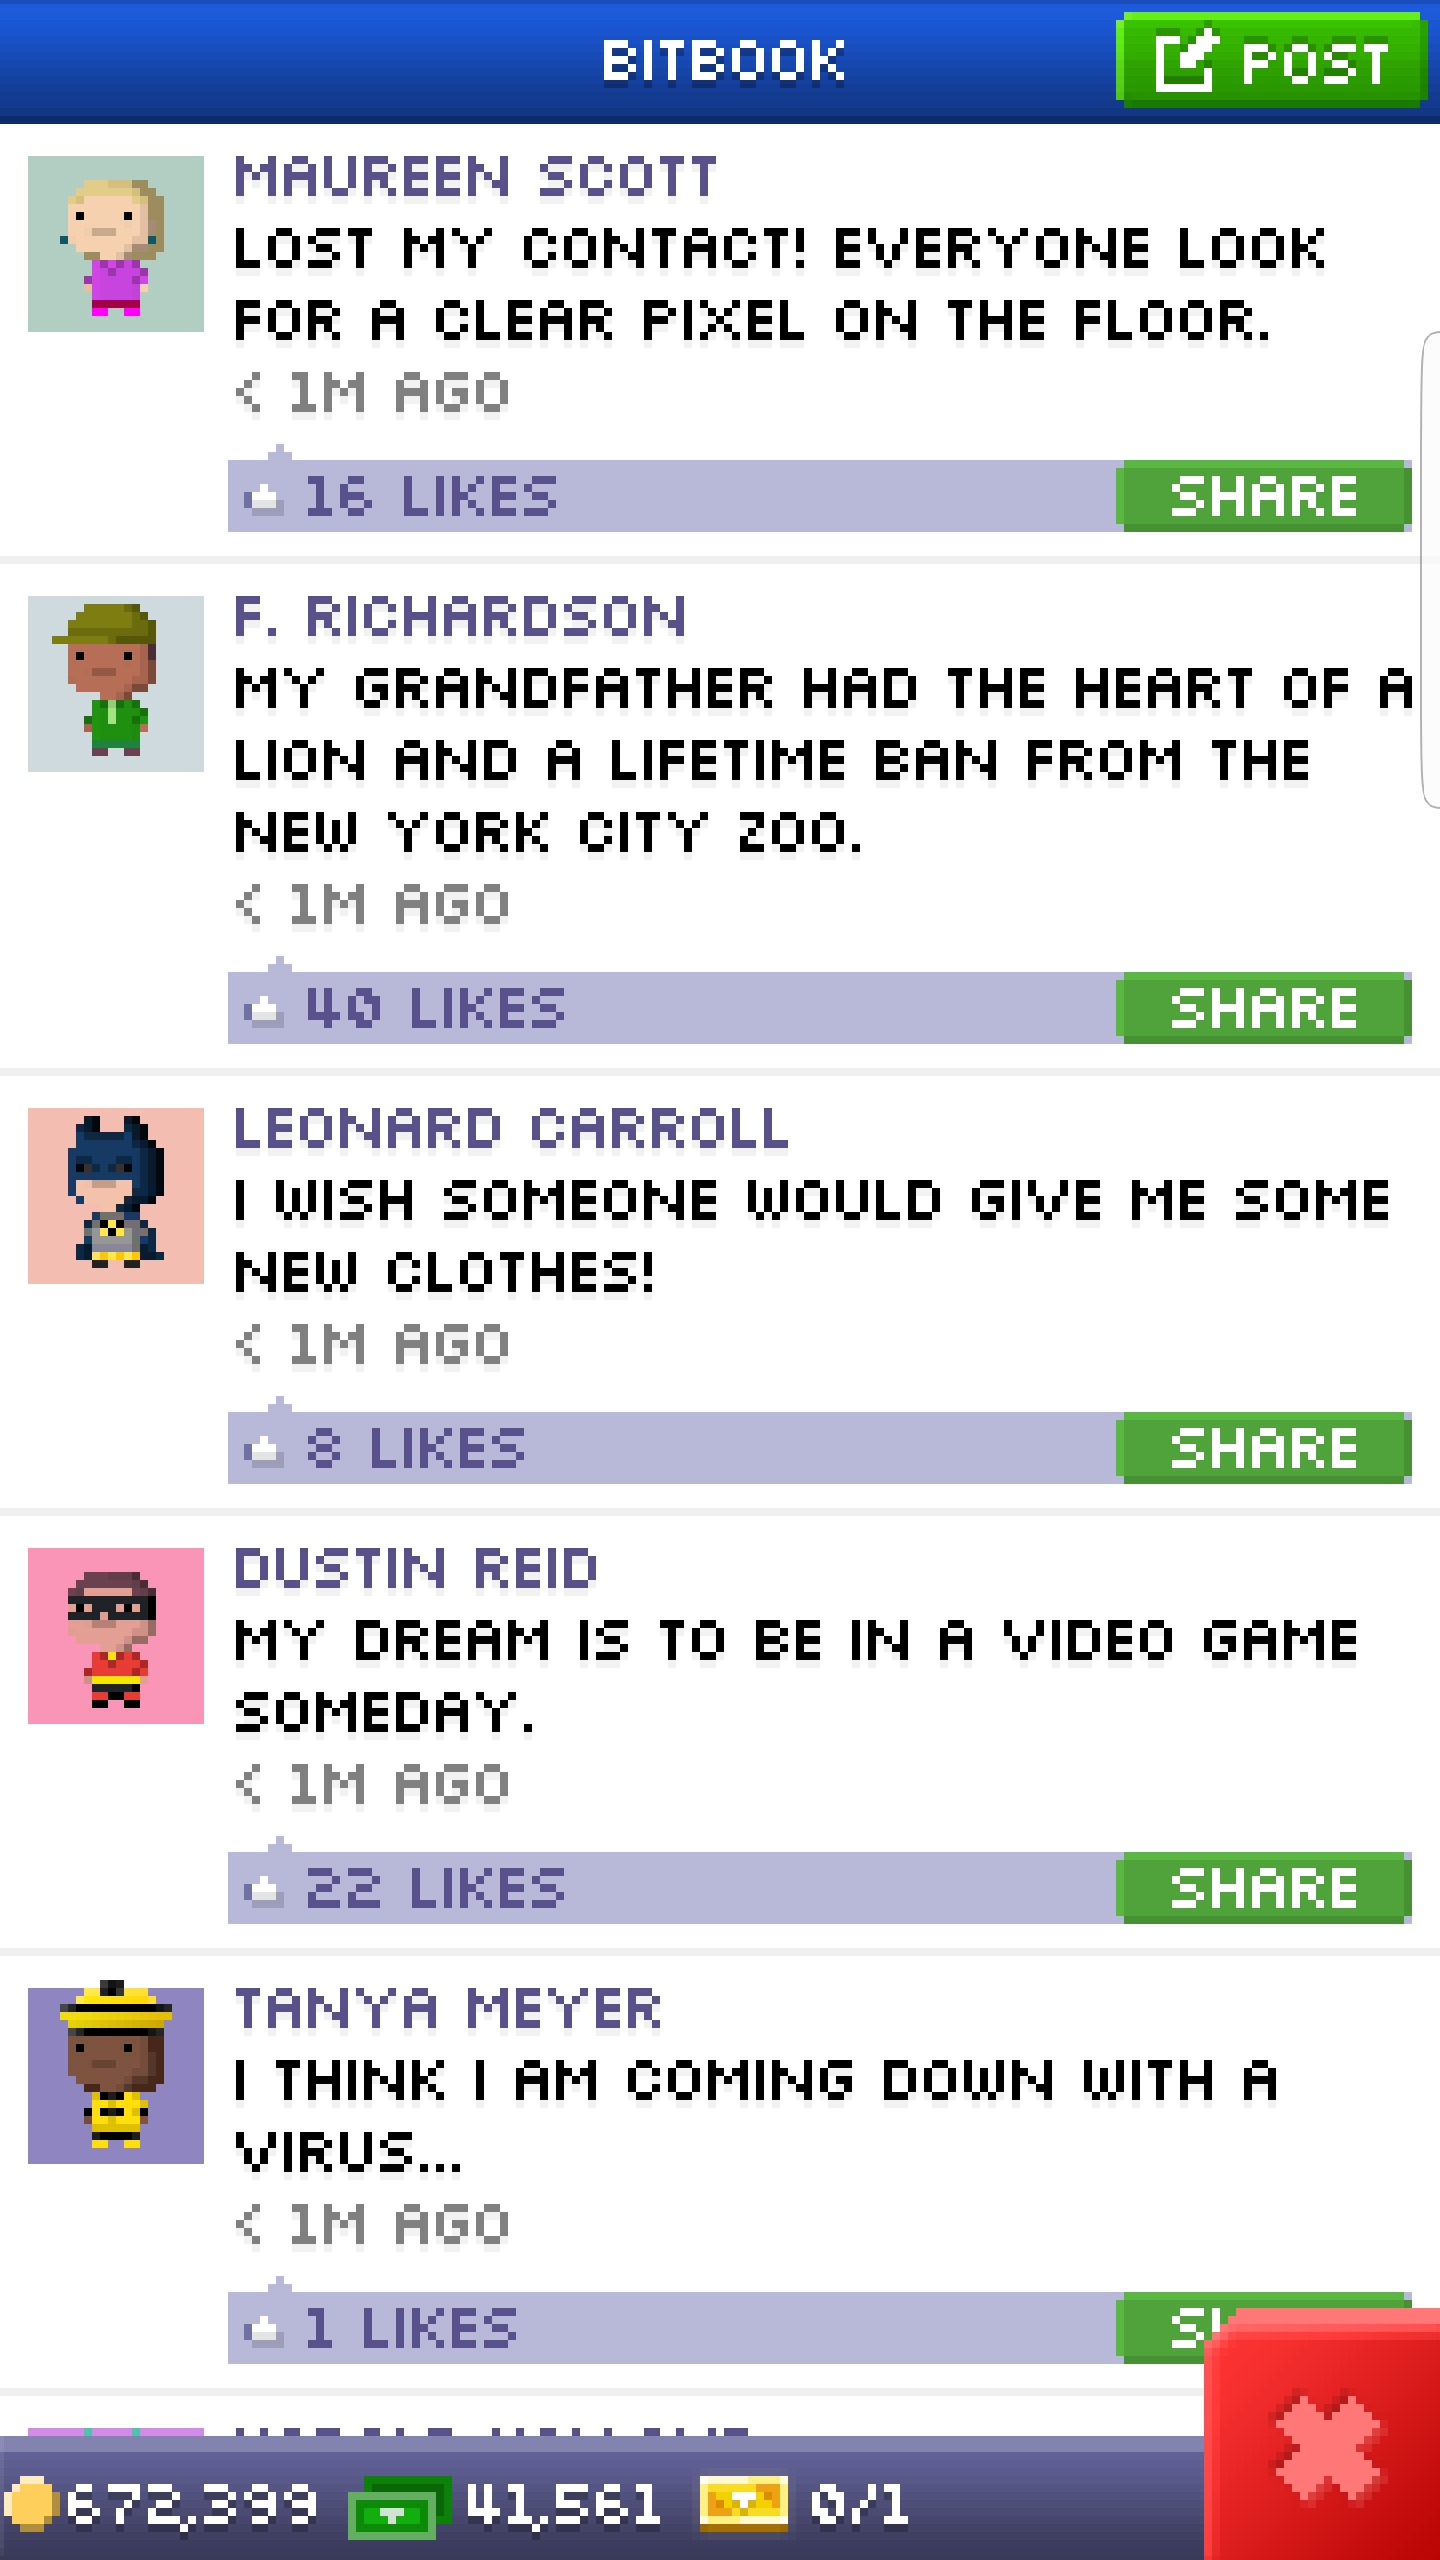 BITBOOK
POST
MAUREEN SCOTT
LOST MY CONTACT! EVERYONE LOOK
FOR A CLEAR PIXEL ON THE FLOOR.
< 1M AGO
16 LIKES
SHARE
F. RICHARDSON
MY GRANDFATHER HAD THE HEART OF A
LION AND A LIFETIME BAN FROM THE
NEW YORK CITY ZOO.
< 1M AGO
40 LIKES
SHARE
LEONARD CARROLL
I WISH SOMEONE WOULD GIVE ME SOME
NEW CLOTHES!
< 1M AGO
8 LIKES
SHARE
DUSTIN REID
MY DREAM IS TO BE IN A VIDEO GAME
SOMEDAY.
< 1M AGO
22 LIKES
SHARE
TANYA MEYER
I THINK I AM COMING DOWN WITH A
VIRUS...
< 1M AGO
1 LIKES
672,399
41,561
0/1